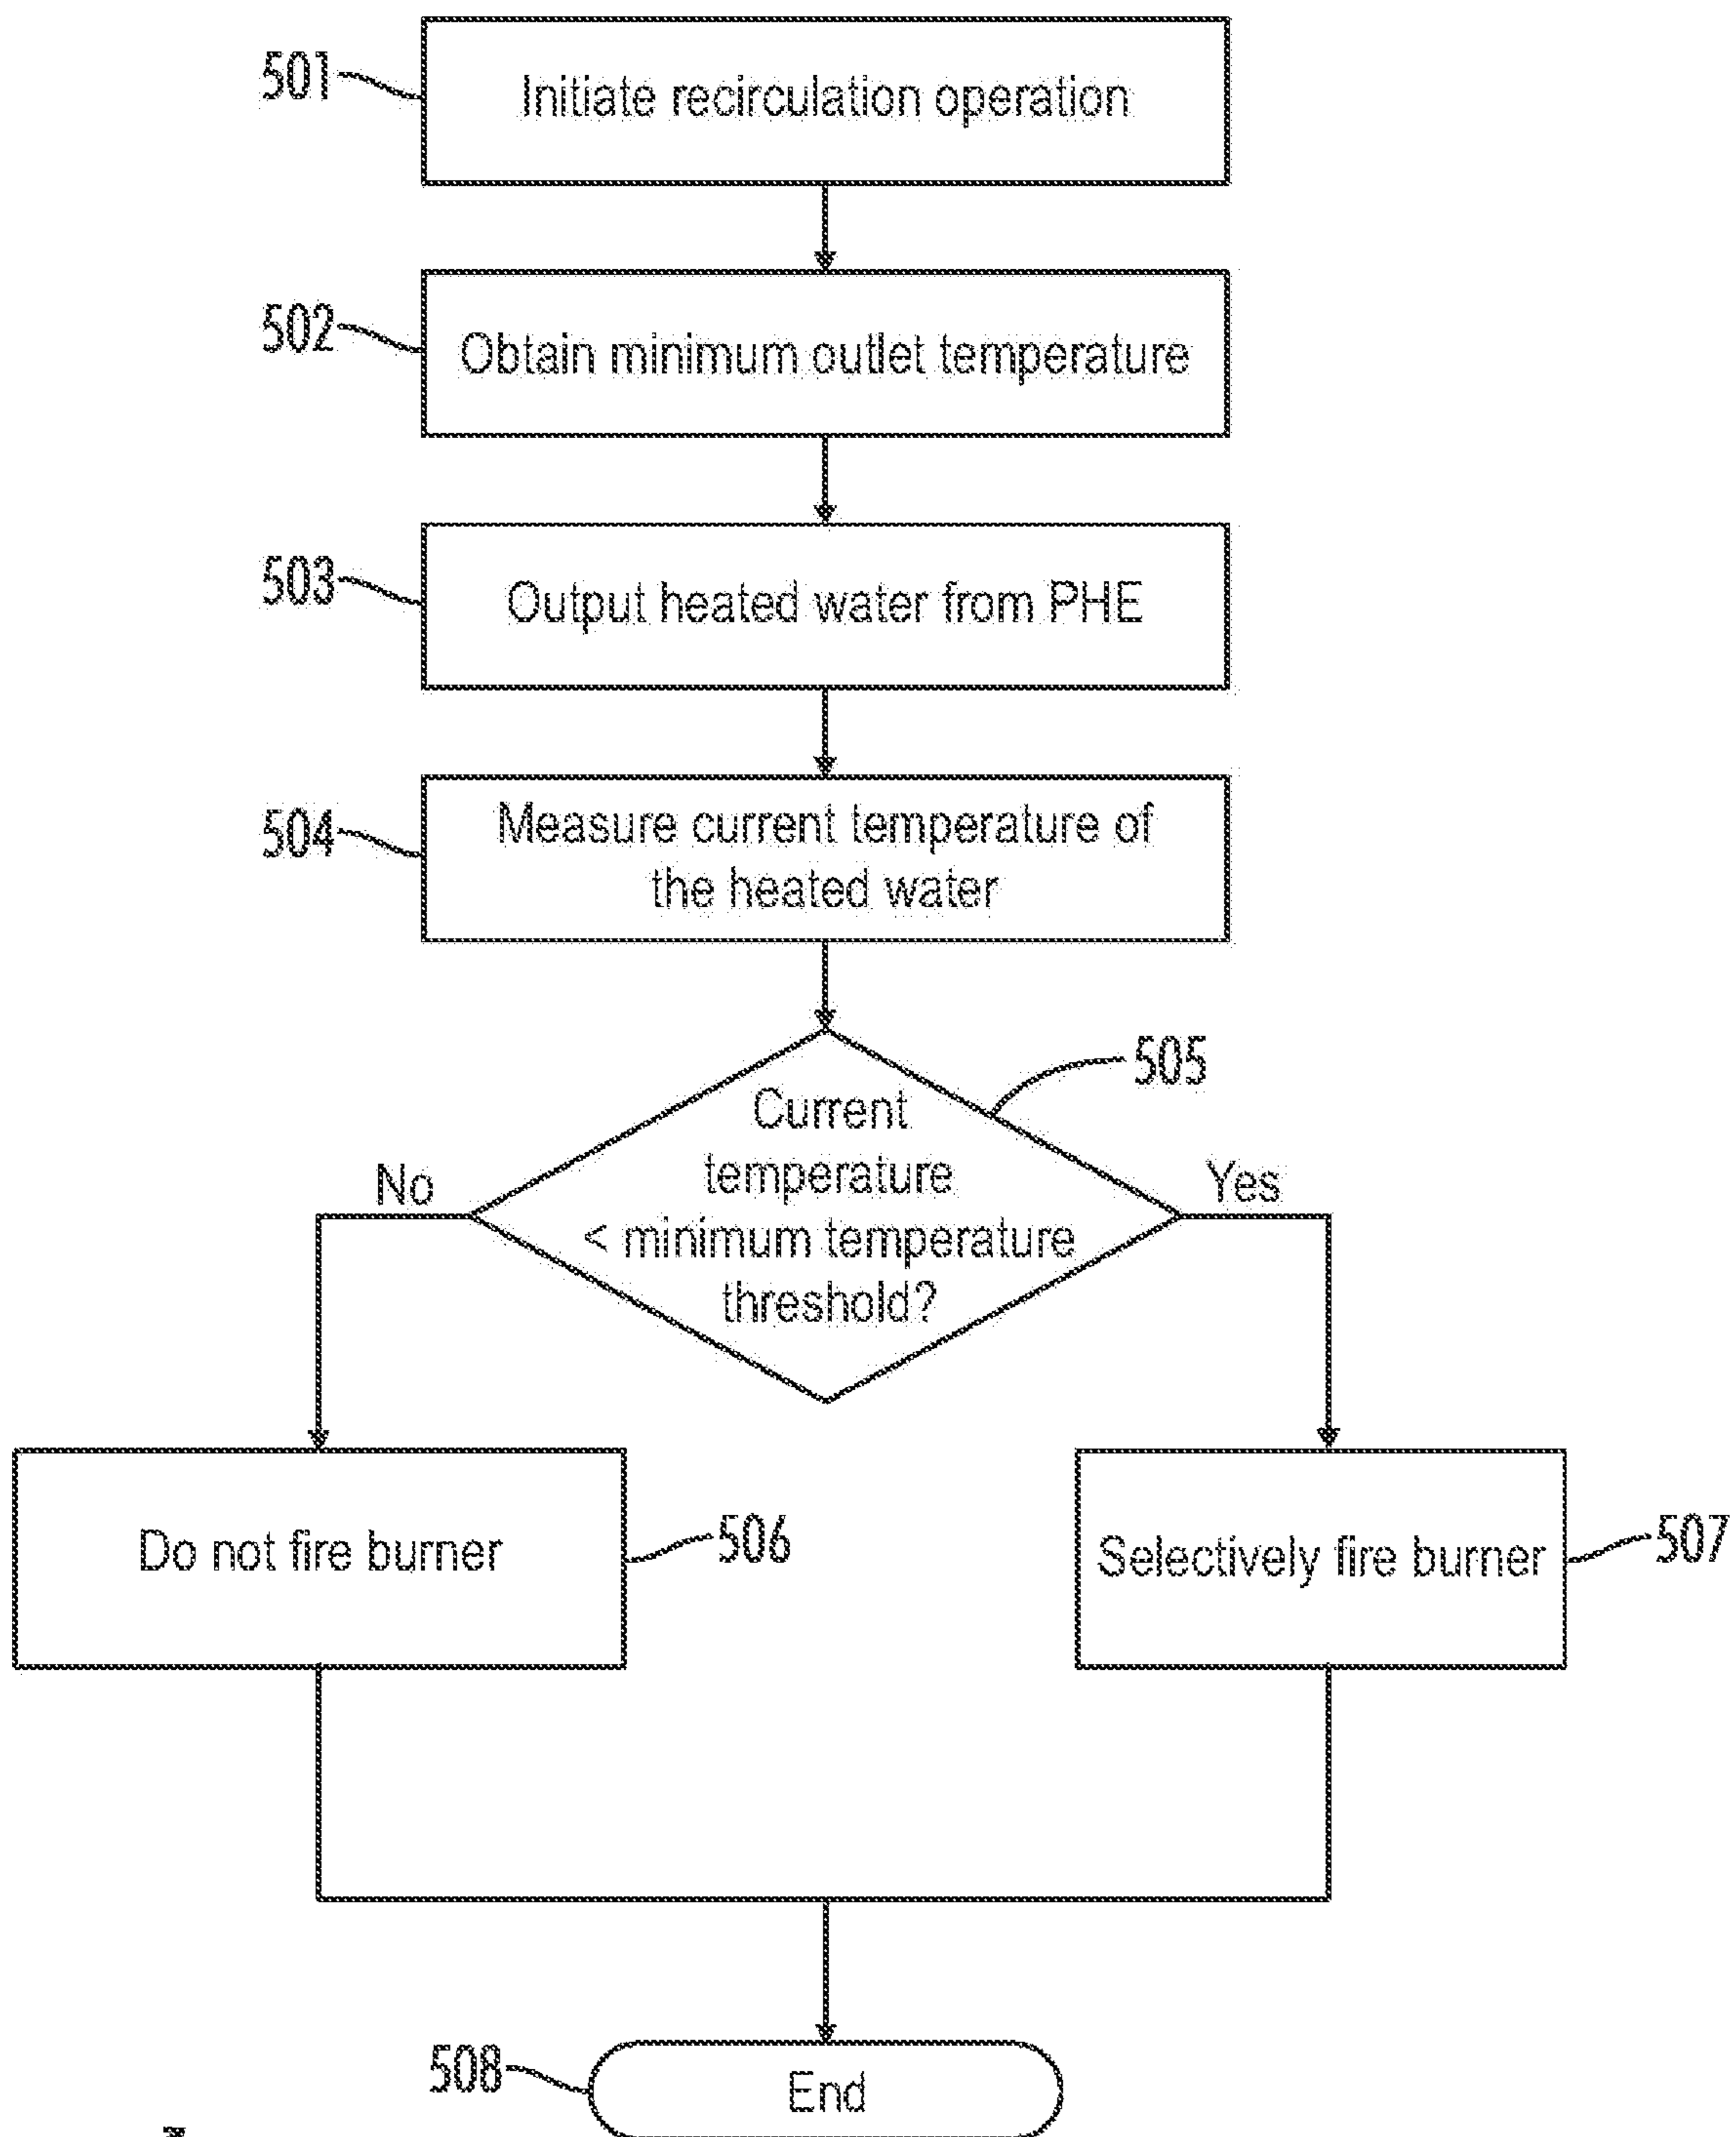 501
Initiate recirculation operation
502
Obtain minimum outlet temperature
503
Output heated water from PHE
504
Measure current temperature of
the heated water
505
Current
temperature
< minimum temperature
threshold?
No
Yes
Do not fire burner
506
Selectively fire burner
507
508
End